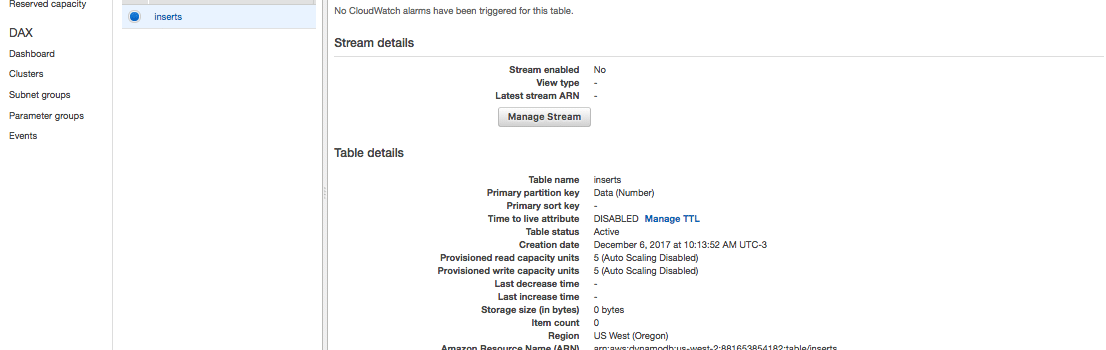 Reserved capacity
DAX
Dashboard
Clusters
Subnet groups
Parameter groups
Events
inserts
No CloudWatch alarms have been triggered for this table.
Stream details
Stream enabled No
View type -
Latest stream ARN -
Manage Stream
Table details
Table name inserts
Primary partition key Data (Number)
Primary sort key -
Time to live attribute DISABLED Manage TTL
Table status Active
Creation date December 6, 2017 at 10:13:52 AM UTC-3
Provisioned read capacity units 5 (Auto Scaling Disabled)
Provisioned write capacity units 5 (Auto Scaling Disabled)
Last decrease time -
Last increase time -
Storage size (in bytes) 0 bytes
Item count 0
Region US West (Oregon)
Amazon Resource Name (ARN) arn:aws:dynamodb:us-west-2:881653854182:table/inserts